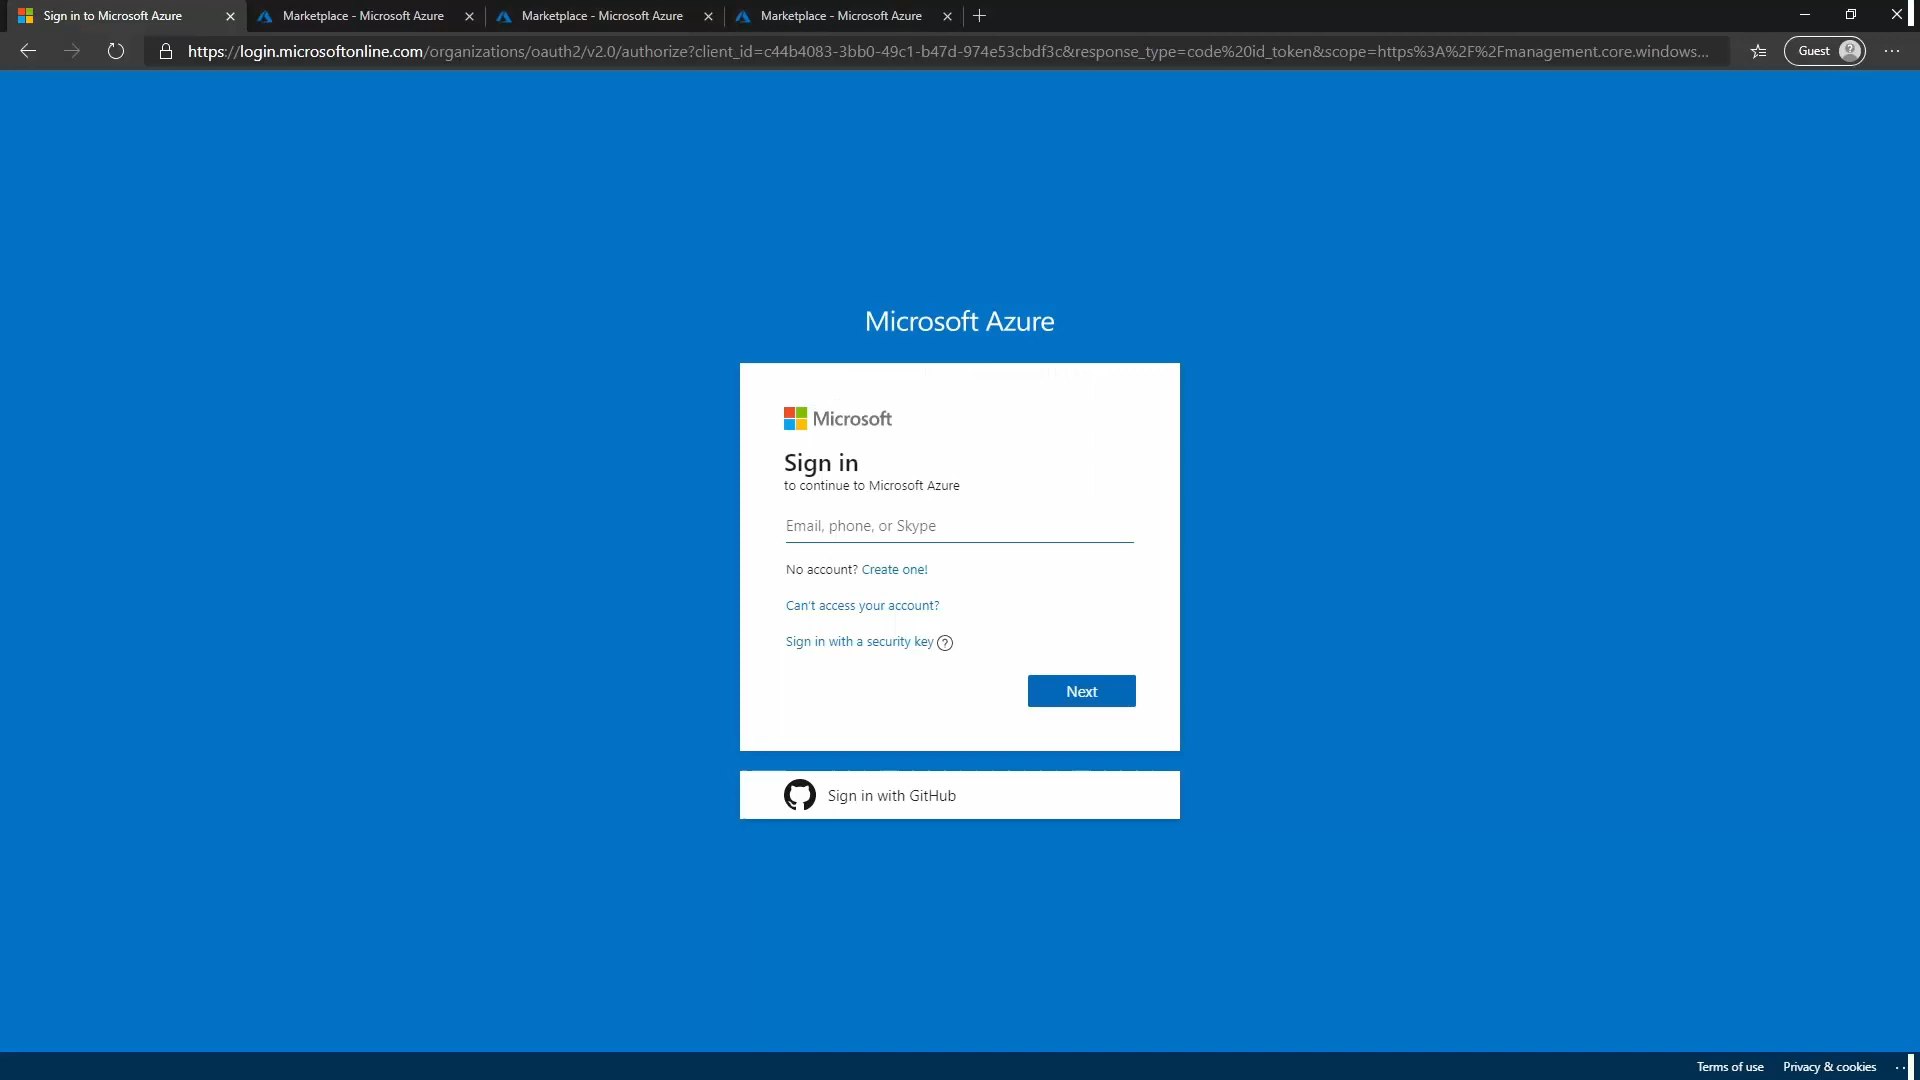 Sign in to Microsoft Azure
Marketplace - Microsoft Azure
Marketplace - Microsoft Azure
Marketplace - Microsoft Azure
https://login.microsoftonline.com/organizations/oauth2/v2.0/authorize?client_id=c44b4083-3bb0-49c1-b47d-974e53cbdf3c&response_type=code%20id_token&scope=https%3A%2F%2Fmanagement.core.windows...
Guest
Microsoft Azure
Microsoft
Sign in
to continue to Microsoft Azure
Email, phone, or Skype
No account? Create one!
Can't access your account?
Sign in with a security key
Next
Sign in with GitHub
Terms of use
Privacy & cookies